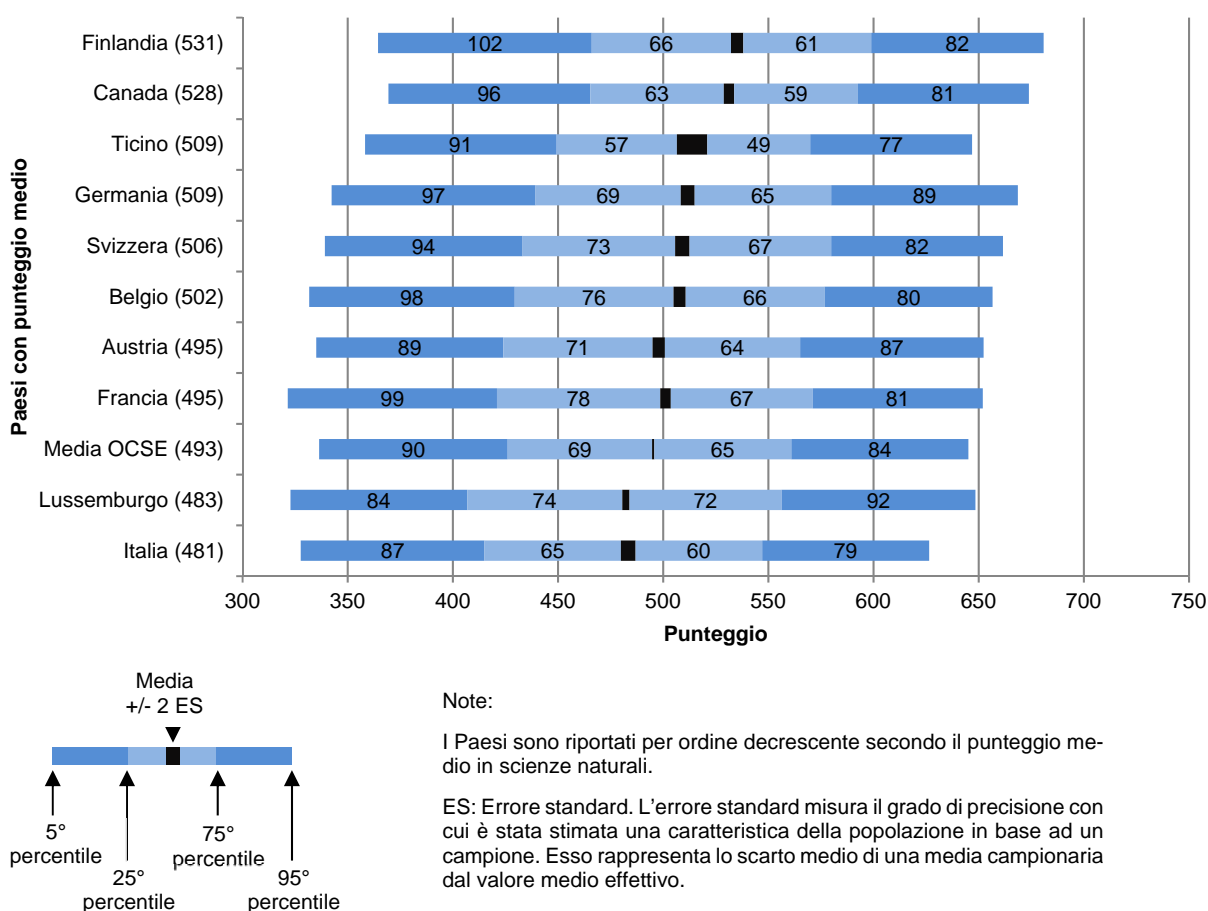 Paesi con punteggio medio
Finlandia (531) 102 66 61 82
Canada (528) 96 63 59 81
Ticino (509) 91 57 49 77
Germania (509) 97 69 65 89
Svizzera (506) 94 73 67 82
Belgio (502) 98 76 66 80
Austria (495) 89 71 64 87
Francia (495) 99 78 67 81
Media OCSE (493) 90 69 65 84
Lussemburgo (483) 84 74 72 92
Italia (481) 87 65 60 79
300 350 400 450 500 550 600 650 700 750
Punteggio
Media
+/- 2 ES
5°
percentile
25°
percentile
75°
percentile
95°
percentile
Note:
I Paesi sono riportati per ordine decrescente secondo il punteggio me-
dio in scienze naturali.
ES: Errore standard. L'errore standard misura il grado di precisione con
cui è stata stimata una caratteristica della popolazione in base ad un
campione. Esso rappresenta lo scarto medio di una media campionaria
dal valore medio effettivo.